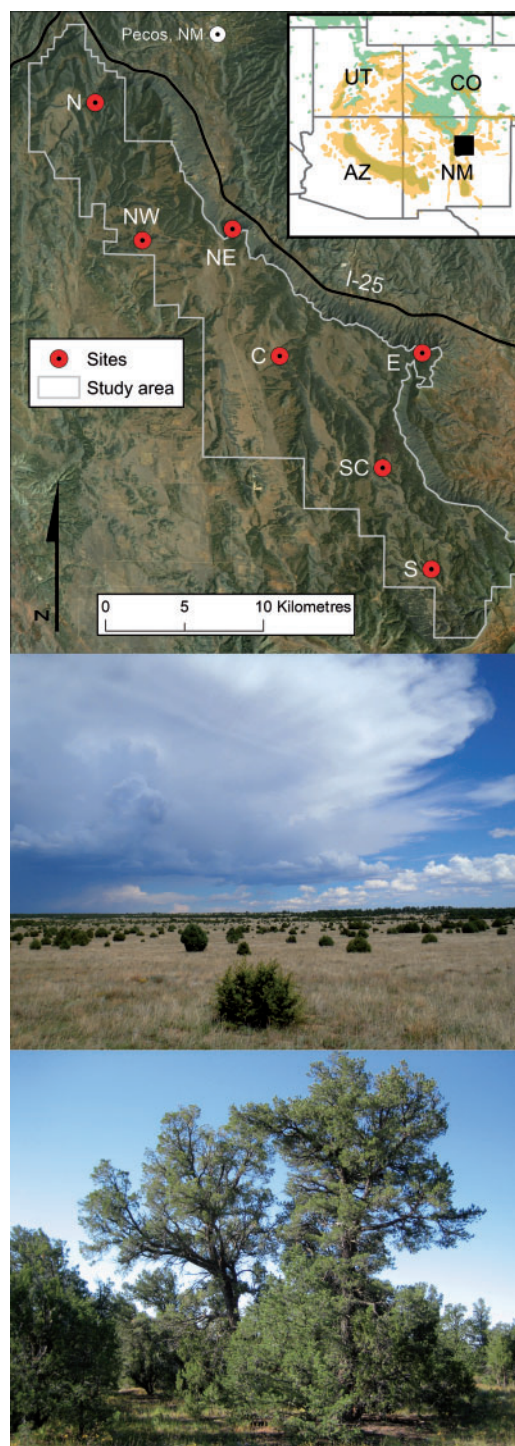 Pecos, NM
UT
CO
AZ
NM
N
NW
NE
I-25
C
E
Sites
Study area
SC
S
0 5 10 Kilometres
N